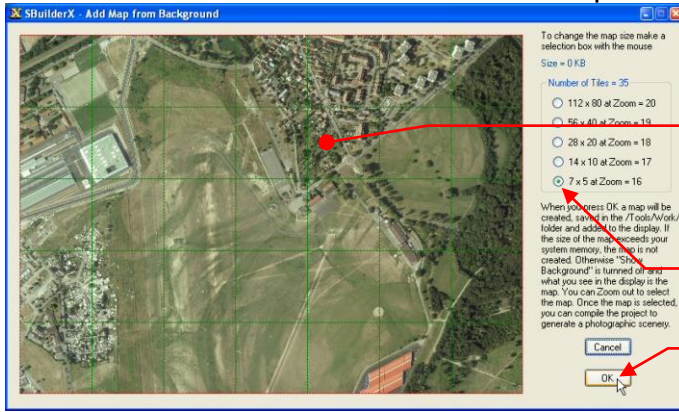 SBuilderX - Add Map from Background
To change the map size make a
selection box with the mouse
Size = 0 KB
Number of Tiles = 35
112 x 80 at Zoom = 20
56 x 40 at Zoom = 19
28 x 20 at Zoom = 18
14 x 10 at Zoom = 17
7 x 5 at Zoom = 16
When you press OK a map will be
created, saved in the /Tools/Work/
folder and added to the display. If
the size of the map exceeds your
system memory, the map is not
created. Otherwise "Show
Background" is turned off and
what you see in the display is the
map. You can Zoom out to select
the map. Once the map is selected,
you can compile the project to
generate a photographic scenery.
Cancel
OK